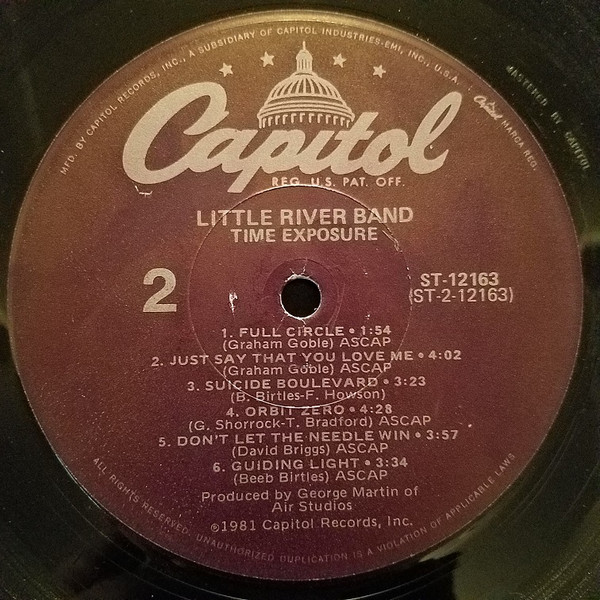 MFD. BY CAPITOL RECORDS, INC., A SUBSIDIARY OF CAPITOL INDUSTRIES-EMI, INC., U.S.A.
Capitol MARCA REG.
MASTERED BY CAPITOL
Capitol
REG. U.S. PAT. OFF.
LITTLE RIVER BAND
TIME EXPOSURE
2
ST-12163
(ST-2-12163)
1. FULL CIRCLE • 1:54
(Graham Goble) ASCAP
2. JUST SAY THAT YOU LOVE ME • 4:02
(Graham Goble) ASCAP
3. SUICIDE BOULEVARD • 3:23
(B. Birtles-F. Howson)
4. ORBIT ZERO • 4:28
(G. Shorrock-T. Bradford) ASCAP
5. DON'T LET THE NEEDLE WIN • 3:57
(David Briggs) ASCAP
6. GUIDING LIGHT • 3:34
(Beeb Birtles) ASCAP
Produced by George Martin of
Air Studios
℗1981 Capitol Records, Inc.
ALL RIGHTS RESERVED. UNAUTHORIZED DUPLICATION IS A VIOLATION OF APPLICABLE LAWS